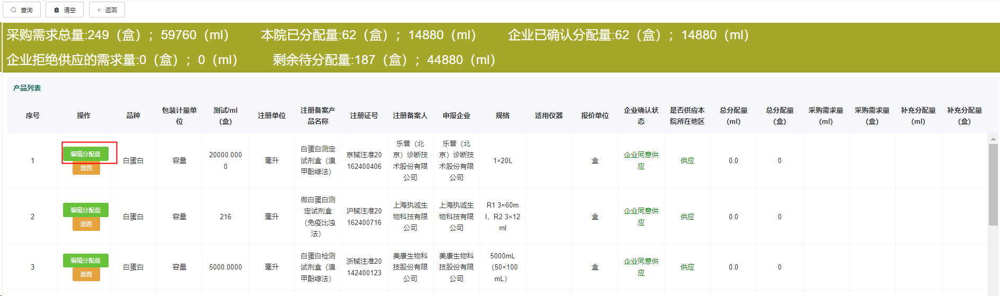 查询 清空 返回
采购需求总量:249（盒）；59760（ml） 本院已分配量:62（盒）；14880（ml） 企业已确认分配量:62（盒）；14880（ml）
企业拒绝供应的需求量:0（盒）；0（ml） 剩余待分配量:187（盒）；44880（ml）
产品列表
序号 操作 品种 包装计量单位 测试/ml（盒） 注册单位 注册备案产品名称 注册证号 注册备案人 申报企业 规格 适用仪器 报价单位 企业确认状态 是否供应本院所在地区 总分配量（ml） 总分配量（盒） 采购需求量（ml） 采购需求量（盒） 补充分配量（ml） 补充分配量（盒）
1 编辑分配量 重置 白蛋白 容量 20000.0000 毫升 白蛋白测定试剂盒（溴甲酚绿法） 京械注准20162400406 乐普（北京）诊断技术股份有限公司 乐普（北京）诊断技术股份有限公司 1×20L 盒 企业同意供应 供应 0.0 0
2 编辑分配量 重置 白蛋白 容量 216 毫升 微白蛋白测定试剂盒（免疫比浊法） 沪械注准20162400716 上海执诚生物科技有限公司 上海执诚生物科技有限公司 R1 3×60ml，R2 3×12ml 盒 企业同意供应 供应 0.0 0
3 编辑分配量 重置 白蛋白 容量 5000.0000 毫升 白蛋白检测试剂盒（溴甲酚绿法） 浙械注准20142400123 美康生物科技股份有限公司 美康生物科技股份有限公司 5000mL（50×100mL） 盒 企业同意供应 供应 0.0 0